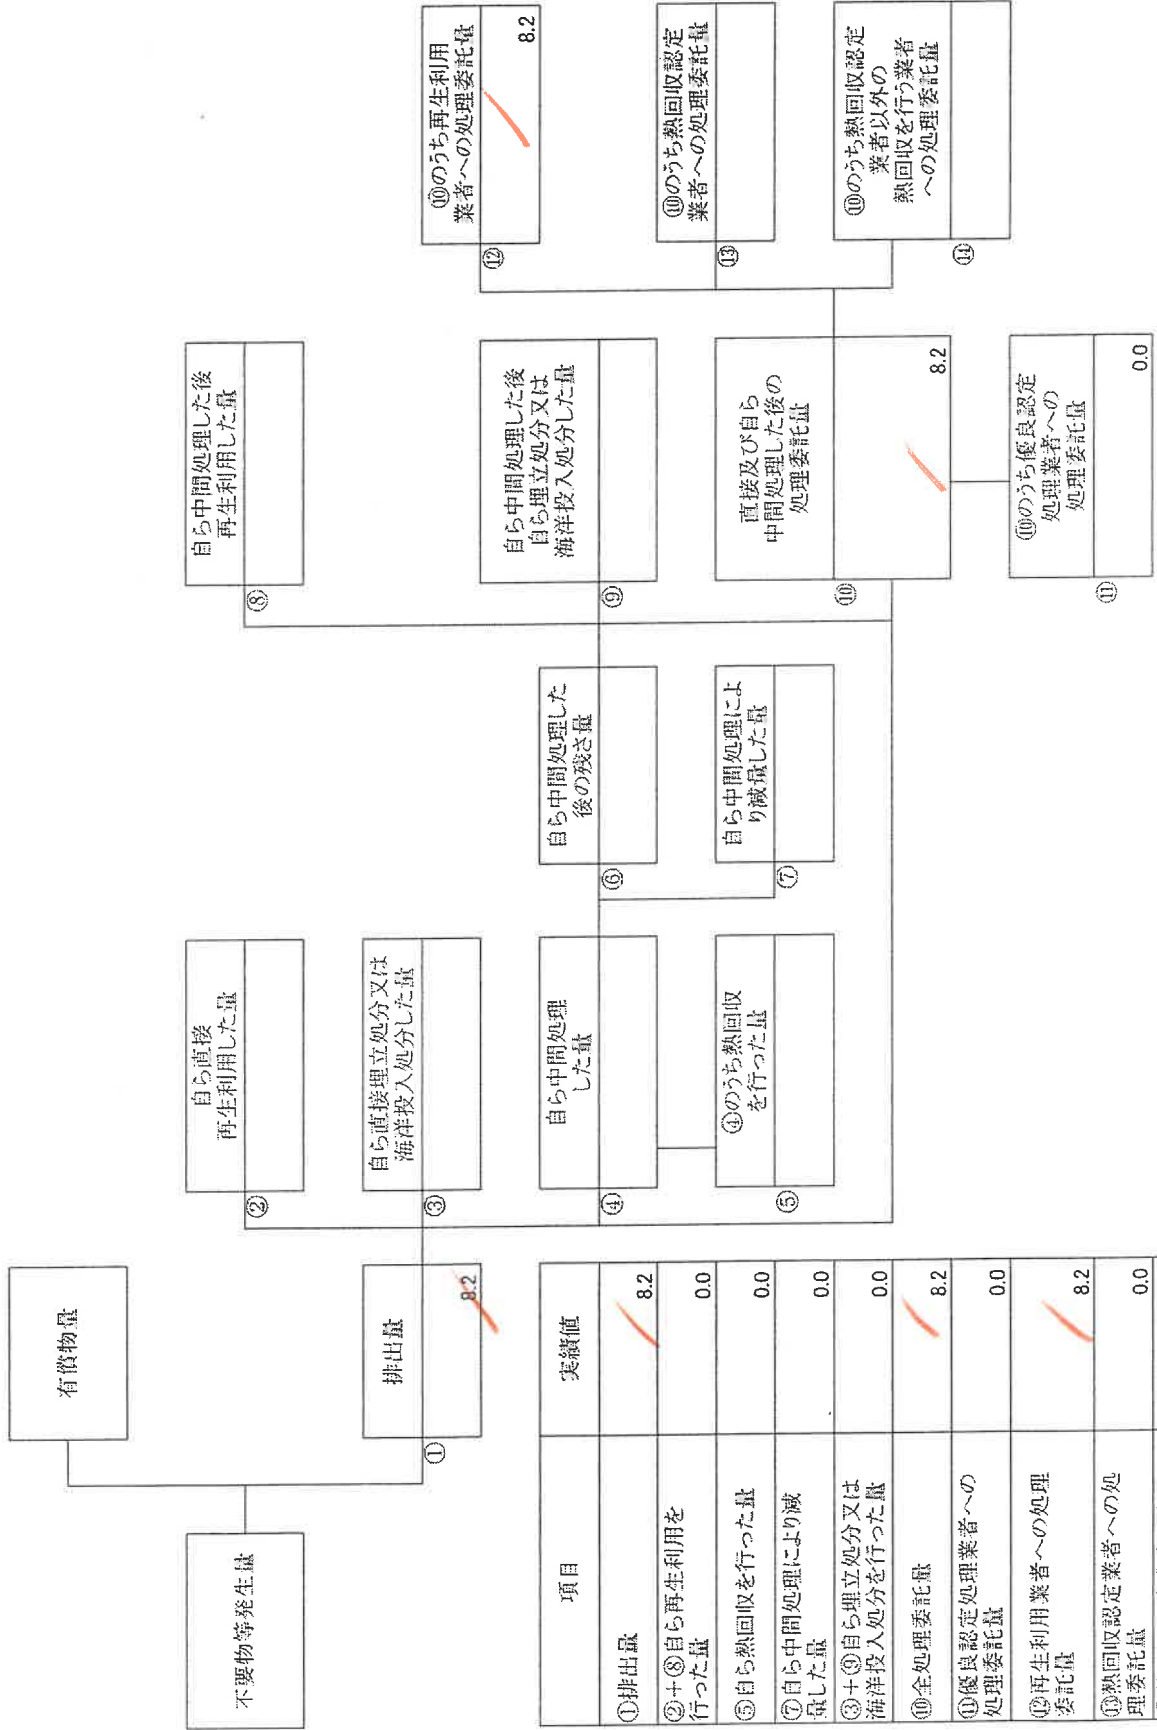 有償物量
不要物等発生量
排出量
①
8.2
②
自ら直接
再生利用した量
③
自ら直接埋立処分又は
海洋投入処分した量
④
自ら中間処理
した量
⑤
④のうち熱回収
を行った量
⑥
自ら中間処理した
後の残さ量
⑦
自ら中間処理によ
り減量した量
⑧
自ら中間処理した後
再生利用した量
⑨
自ら中間処理した後
自ら埋立処分又は
海洋投入処分した量
⑩
直接及び自ら
中間処理した後の
処理委託量
8.2
⑪
⑩のうち優良認定
処理業者への
処理委託量
0.0
⑫
⑩のうち再生利用
業者への処理委託量
8.2
⑬
⑩のうち熱回収認定
業者への処理委託量
⑭
⑩のうち熱回収認定
業者以外の
熱回収を行う業者
への処理委託量
項目 実績値
①排出量 8.2
②+⑧自ら再生利用を
行った量 0.0
⑤自ら熱回収を行った量 0.0
⑦自ら中間処理により減
量した量 0.0
③+⑨自ら埋立処分又は
海洋投入処分を行った量 0.0
⑩全処理委託量 8.2
⑪優良認定処理業者への
処理委託量 0.0
⑫再生利用業者への処理
委託量 8.2
⑬熱回収認定業者への処
理委託量 0.0